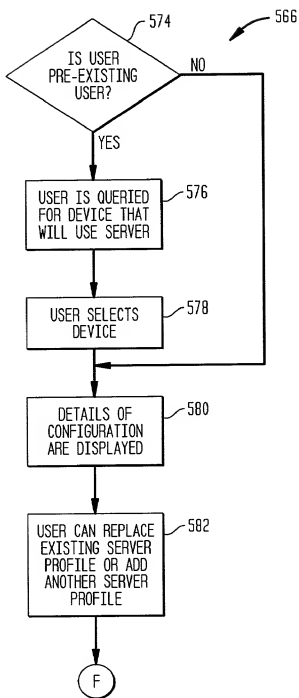 574
566
IS USER
PRE-EXISTING
USER?
NO
YES
USER IS QUERIED
FOR DEVICE THAT
WILL USE SERVER
576
USER SELECTS
DEVICE
578
DETAILS OF
CONFIGURATION
ARE DISPLAYED
580
USER CAN REPLACE
EXISTING SERVER
PROFILE OR ADD
ANOTHER SERVER
PROFILE
582
F